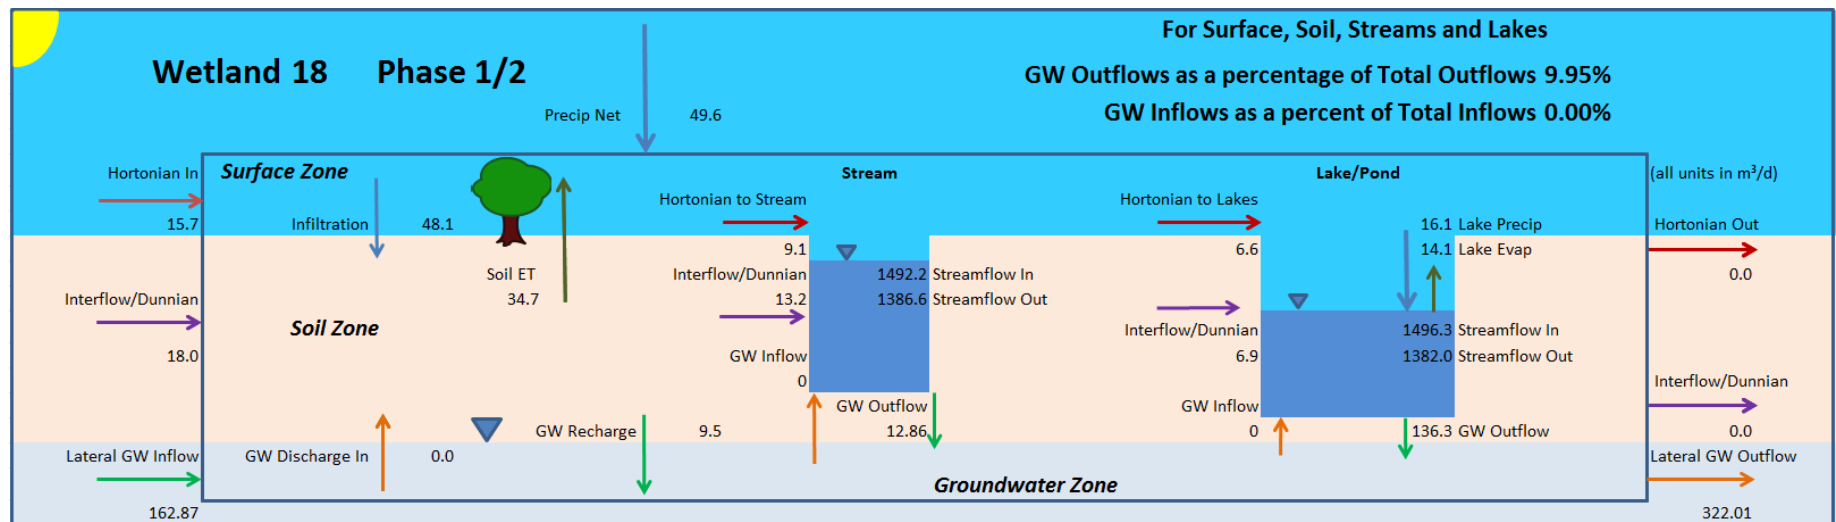 For Surface, Soil, Streams and Lakes
Wetland 18 Phase 1/2
GW Outflows as a percentage of Total Outflows 9.95%
GW Inflows as a percent of Total Inflows 0.00%
Precip Net 49.6
Hortonian In
Surface Zone
Stream
Lake/Pond
(all units in m³/d)
Hortonian to Stream
Hortonian to Lakes
15.7
Infiltration 48.1
16.1 Lake Precip
Hortonian Out
9.1
6.6
14.1 Lake Evap
Soil ET
Interflow/Dunnian
1492.2 Streamflow In
0.0
Interflow/Dunnian
34.7
13.2
1386.6 Streamflow Out
Soil Zone
Interflow/Dunnian
1496.3 Streamflow In
18.0
GW Inflow
6.9
1382.0 Streamflow Out
0
Interflow/Dunnian
GW Outflow
GW Inflow
GW Recharge 9.5
12.86
0
136.3 GW Outflow
0.0
Lateral GW Inflow
GW Discharge In 0.0
Lateral GW Outflow
Groundwater Zone
162.87
322.01